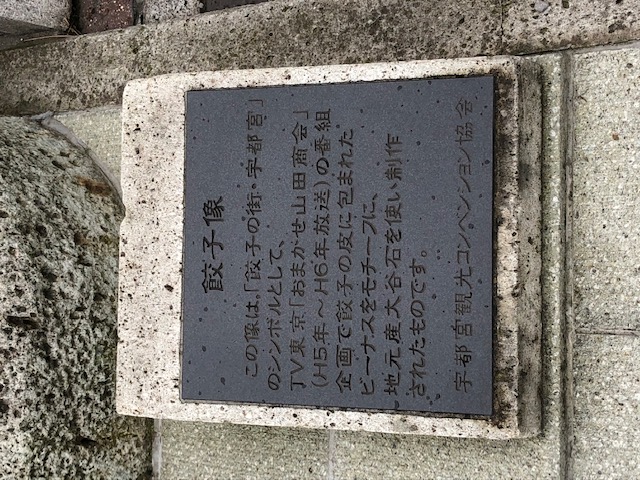 餃子像
この像は。「餃子の街・宇都宮」
のシンボルとして、
TV東京「おまかせ山田商会」
(H5年〜H6年放送)の番組
企画で餃子の皮に包まれた
ビーナスをモチーフに、
地元産大谷石を使い制作
されたものです。
宇都宮観光コンベンション協会